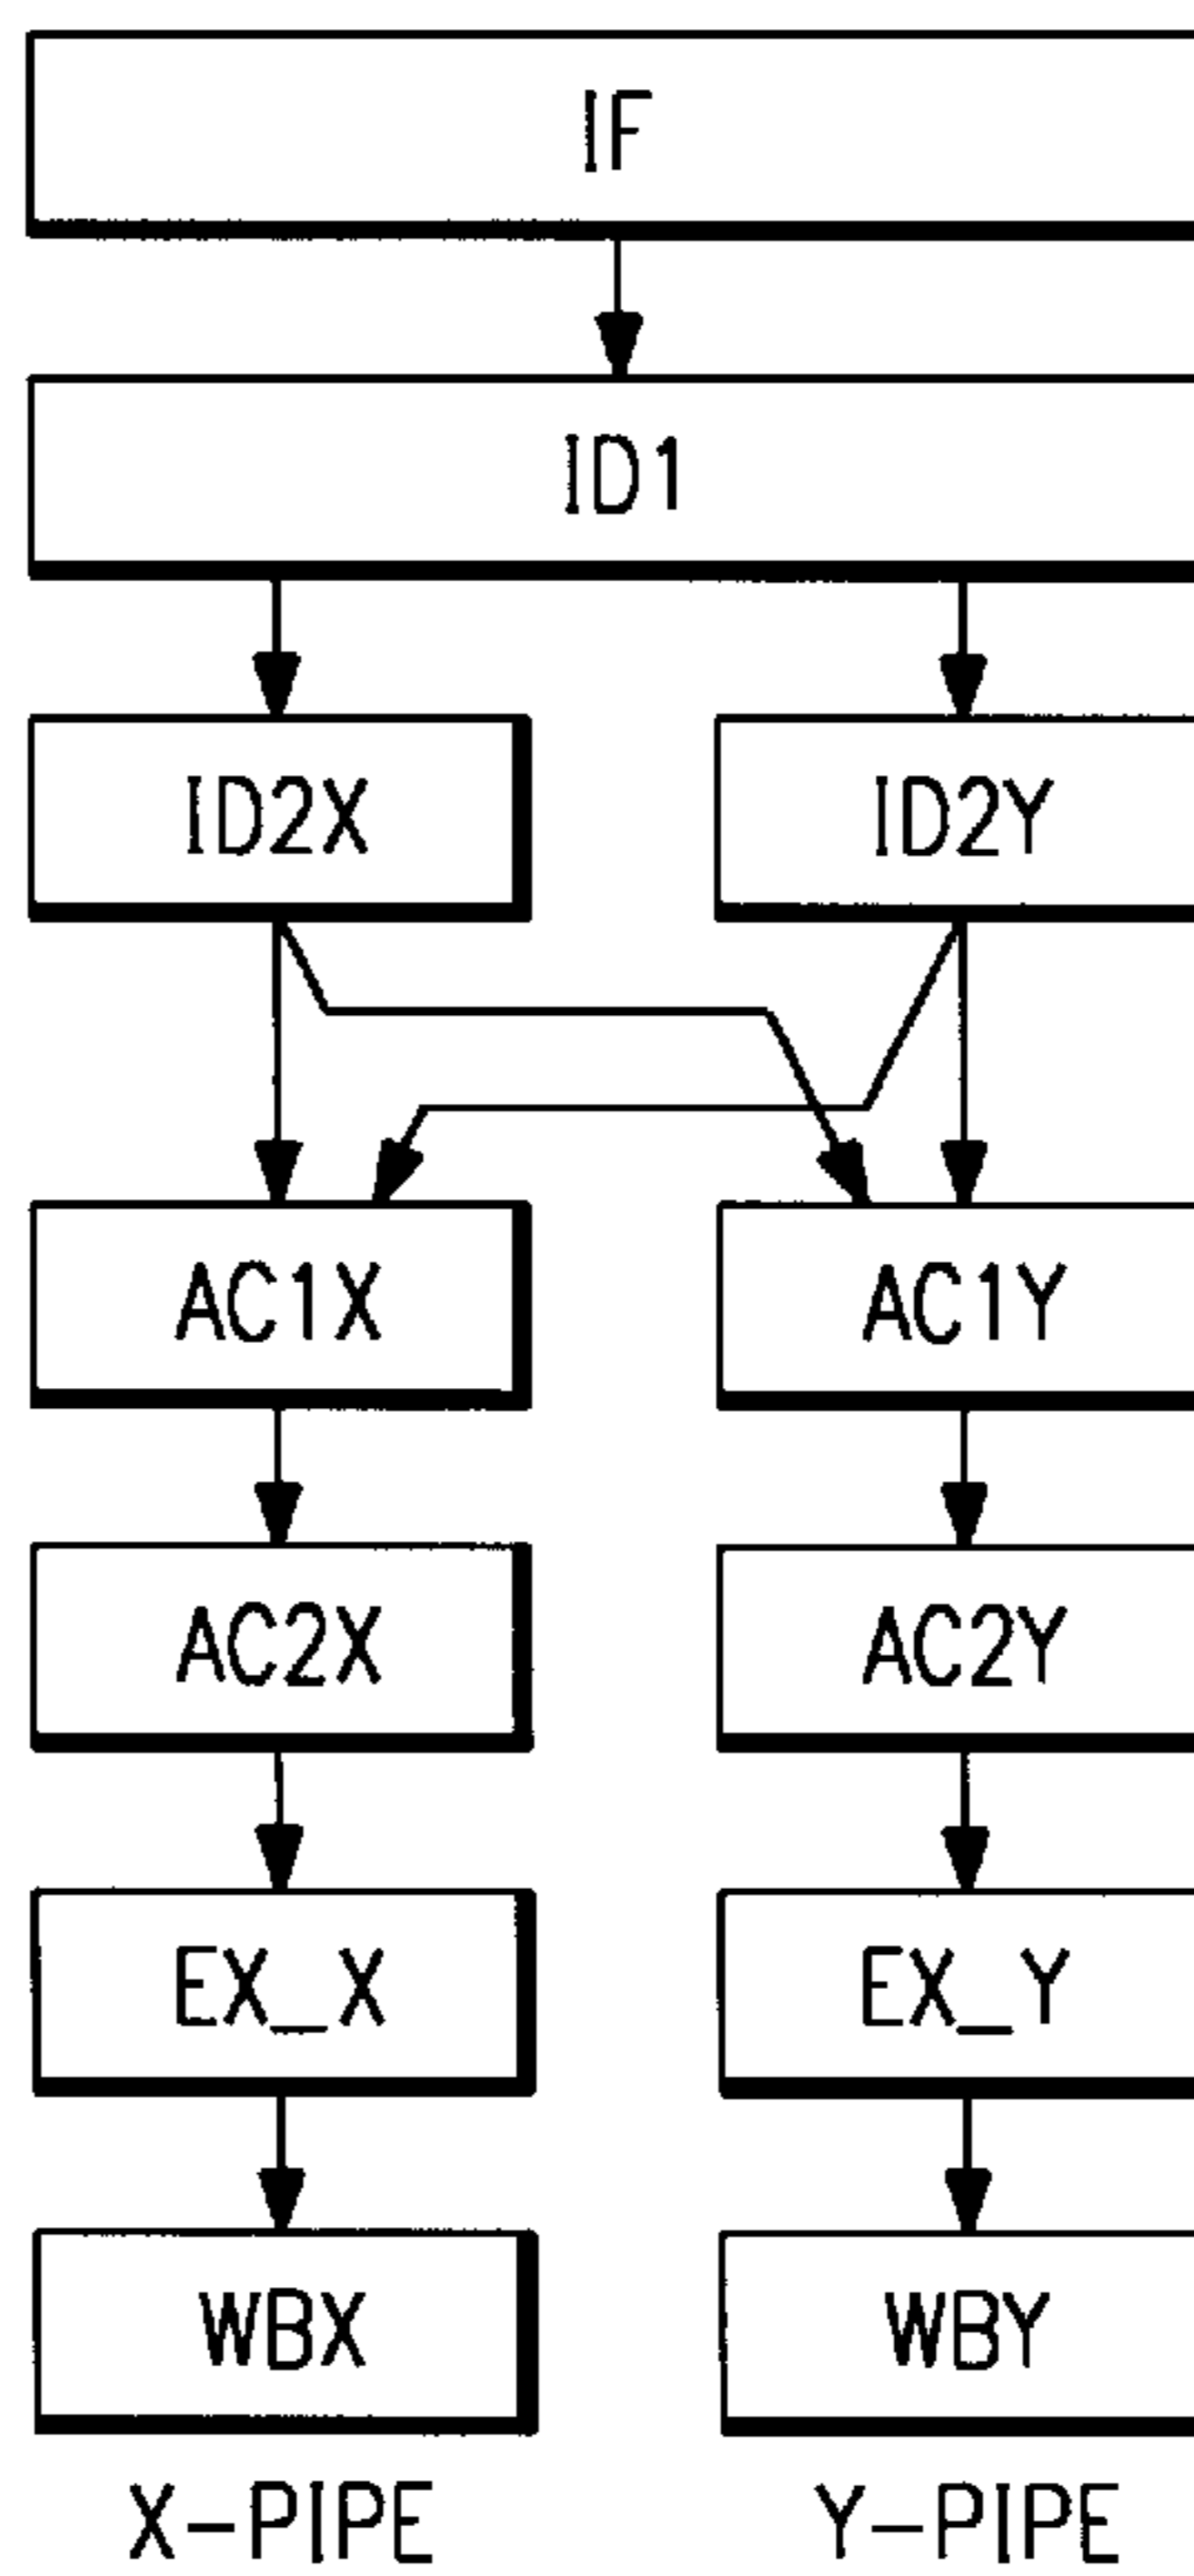 IF
ID1
ID2X
ID2Y
AC1X
AC1Y
AC2X
AC2Y
EX_X
EX_Y
WBX
WBY
X-PIPE
Y-PIPE